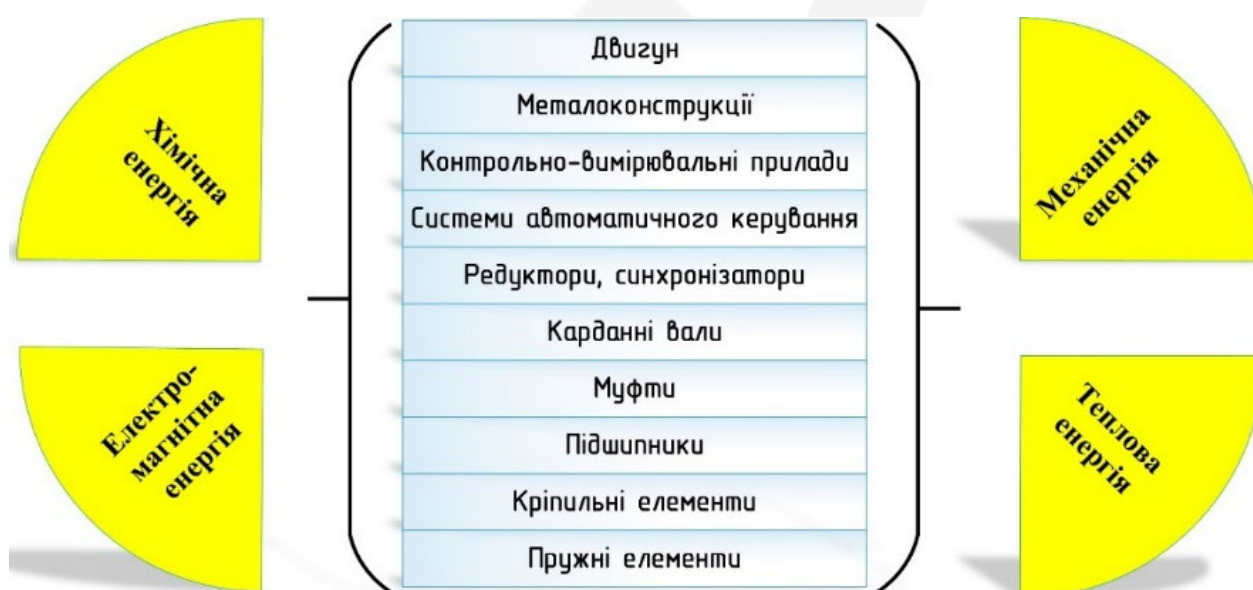 Хімічна
енергія
Електро-
магнітна
енергія
Двигун
Металоконструкції
Контрольно-вимірювальні прилади
Системи автоматичного керування
Редуктори, синхронізатори
Карданні вали
Муфти
Підшипники
Кріпильні елементи
Пружні елементи
Механічна
енергія
Теплова
енергія